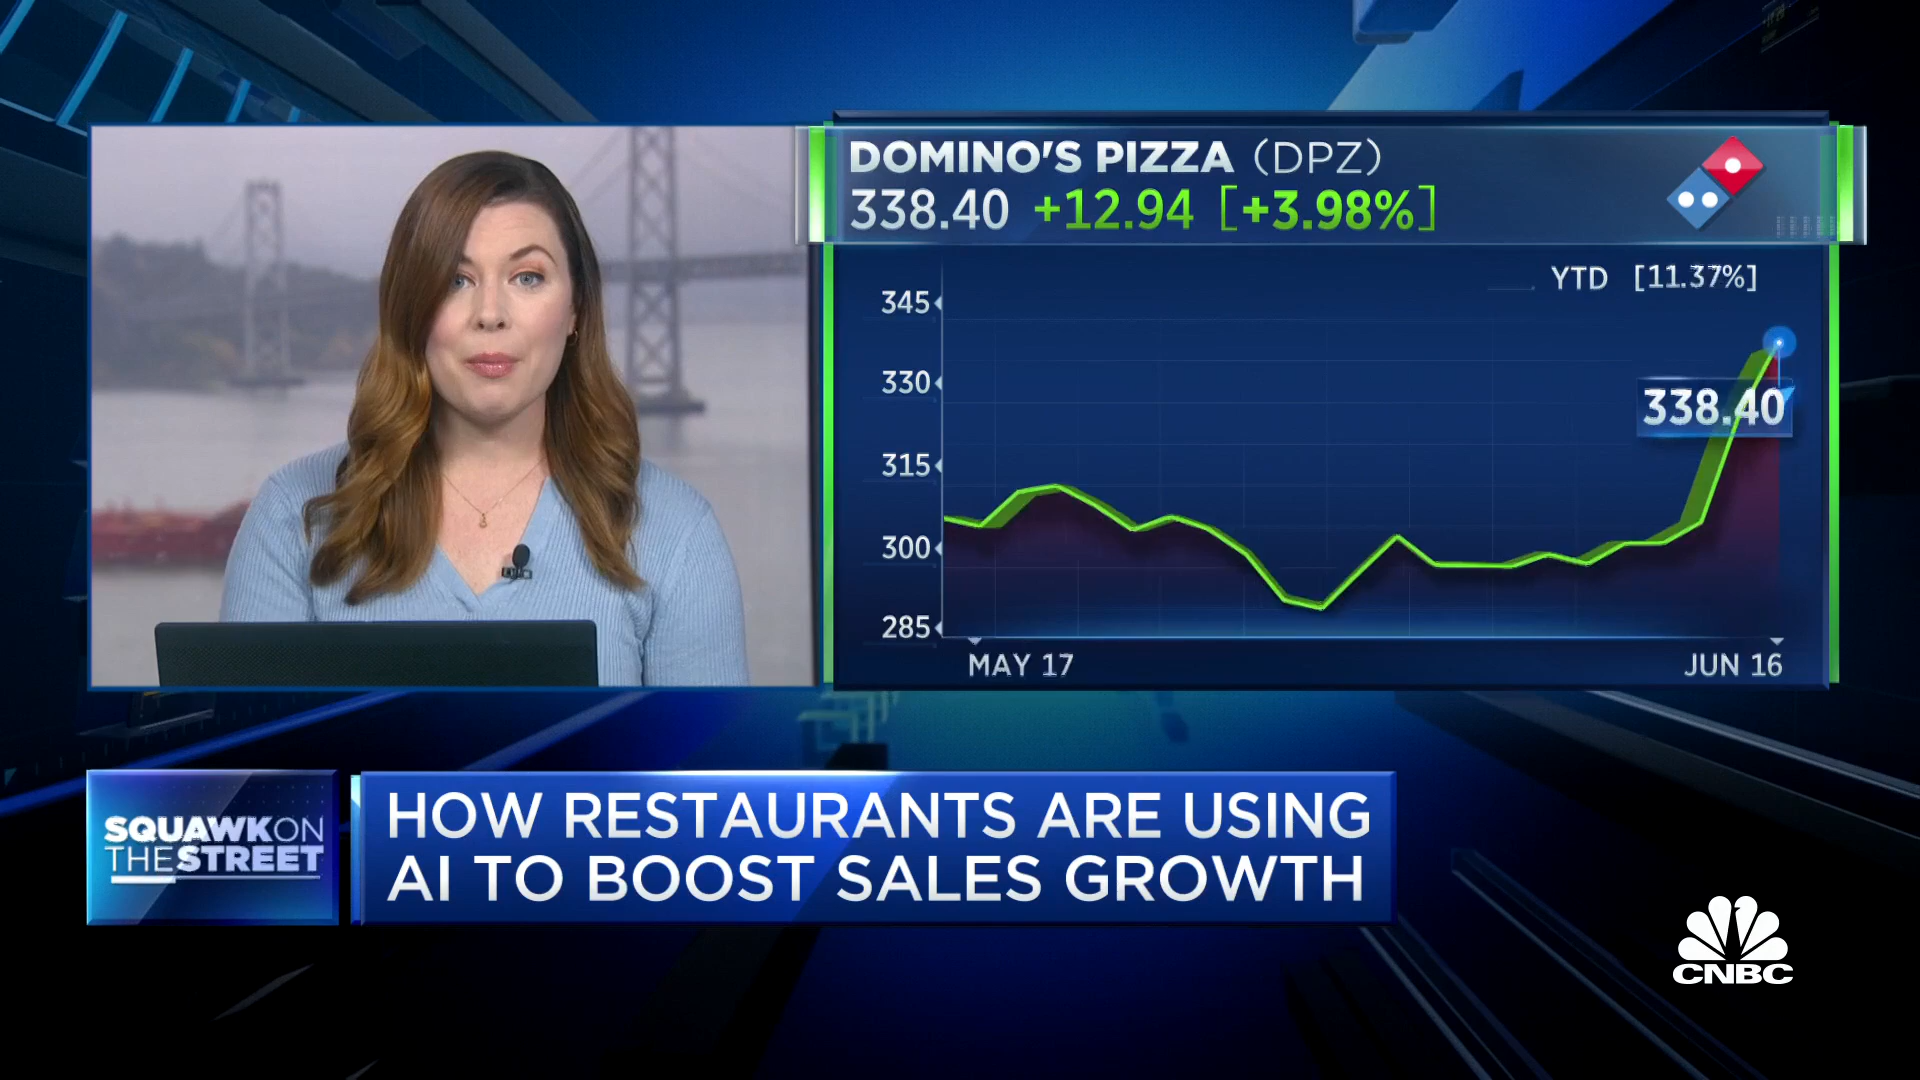 DOMINO'S PIZZA (DPZ)
338.40 +12.94 [+3.98%]
YTD [11.37%]
345
330
315
300
285
338.40
MAY 17
JUN 16
SQUAWK ON
THE STREET
HOW RESTAURANTS ARE USING
AI TO BOOST SALES GROWTH
CNBC